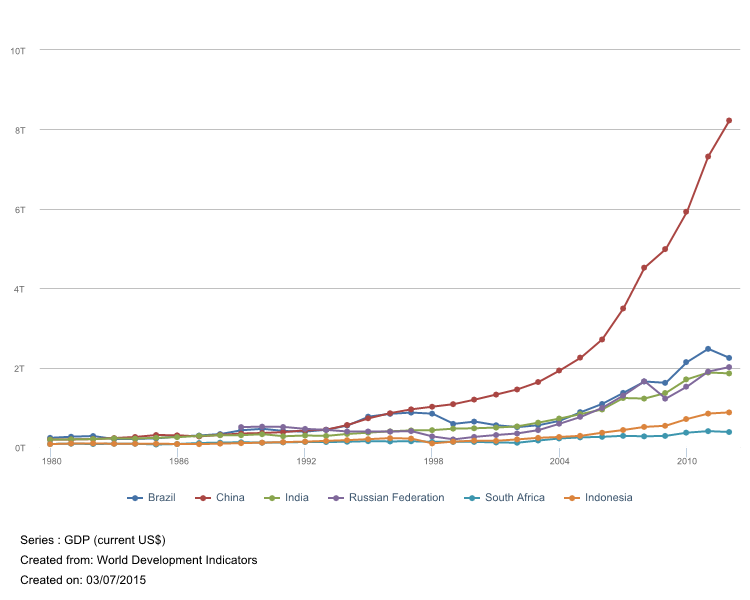 10T
8T
6T
4T
2T
0T
1980 1986 1992 1998 2004 2010
Brazil China India Russian Federation South Africa Indonesia
Series : GDP (current US$)
Created from: World Development Indicators
Created on: 03/07/2015